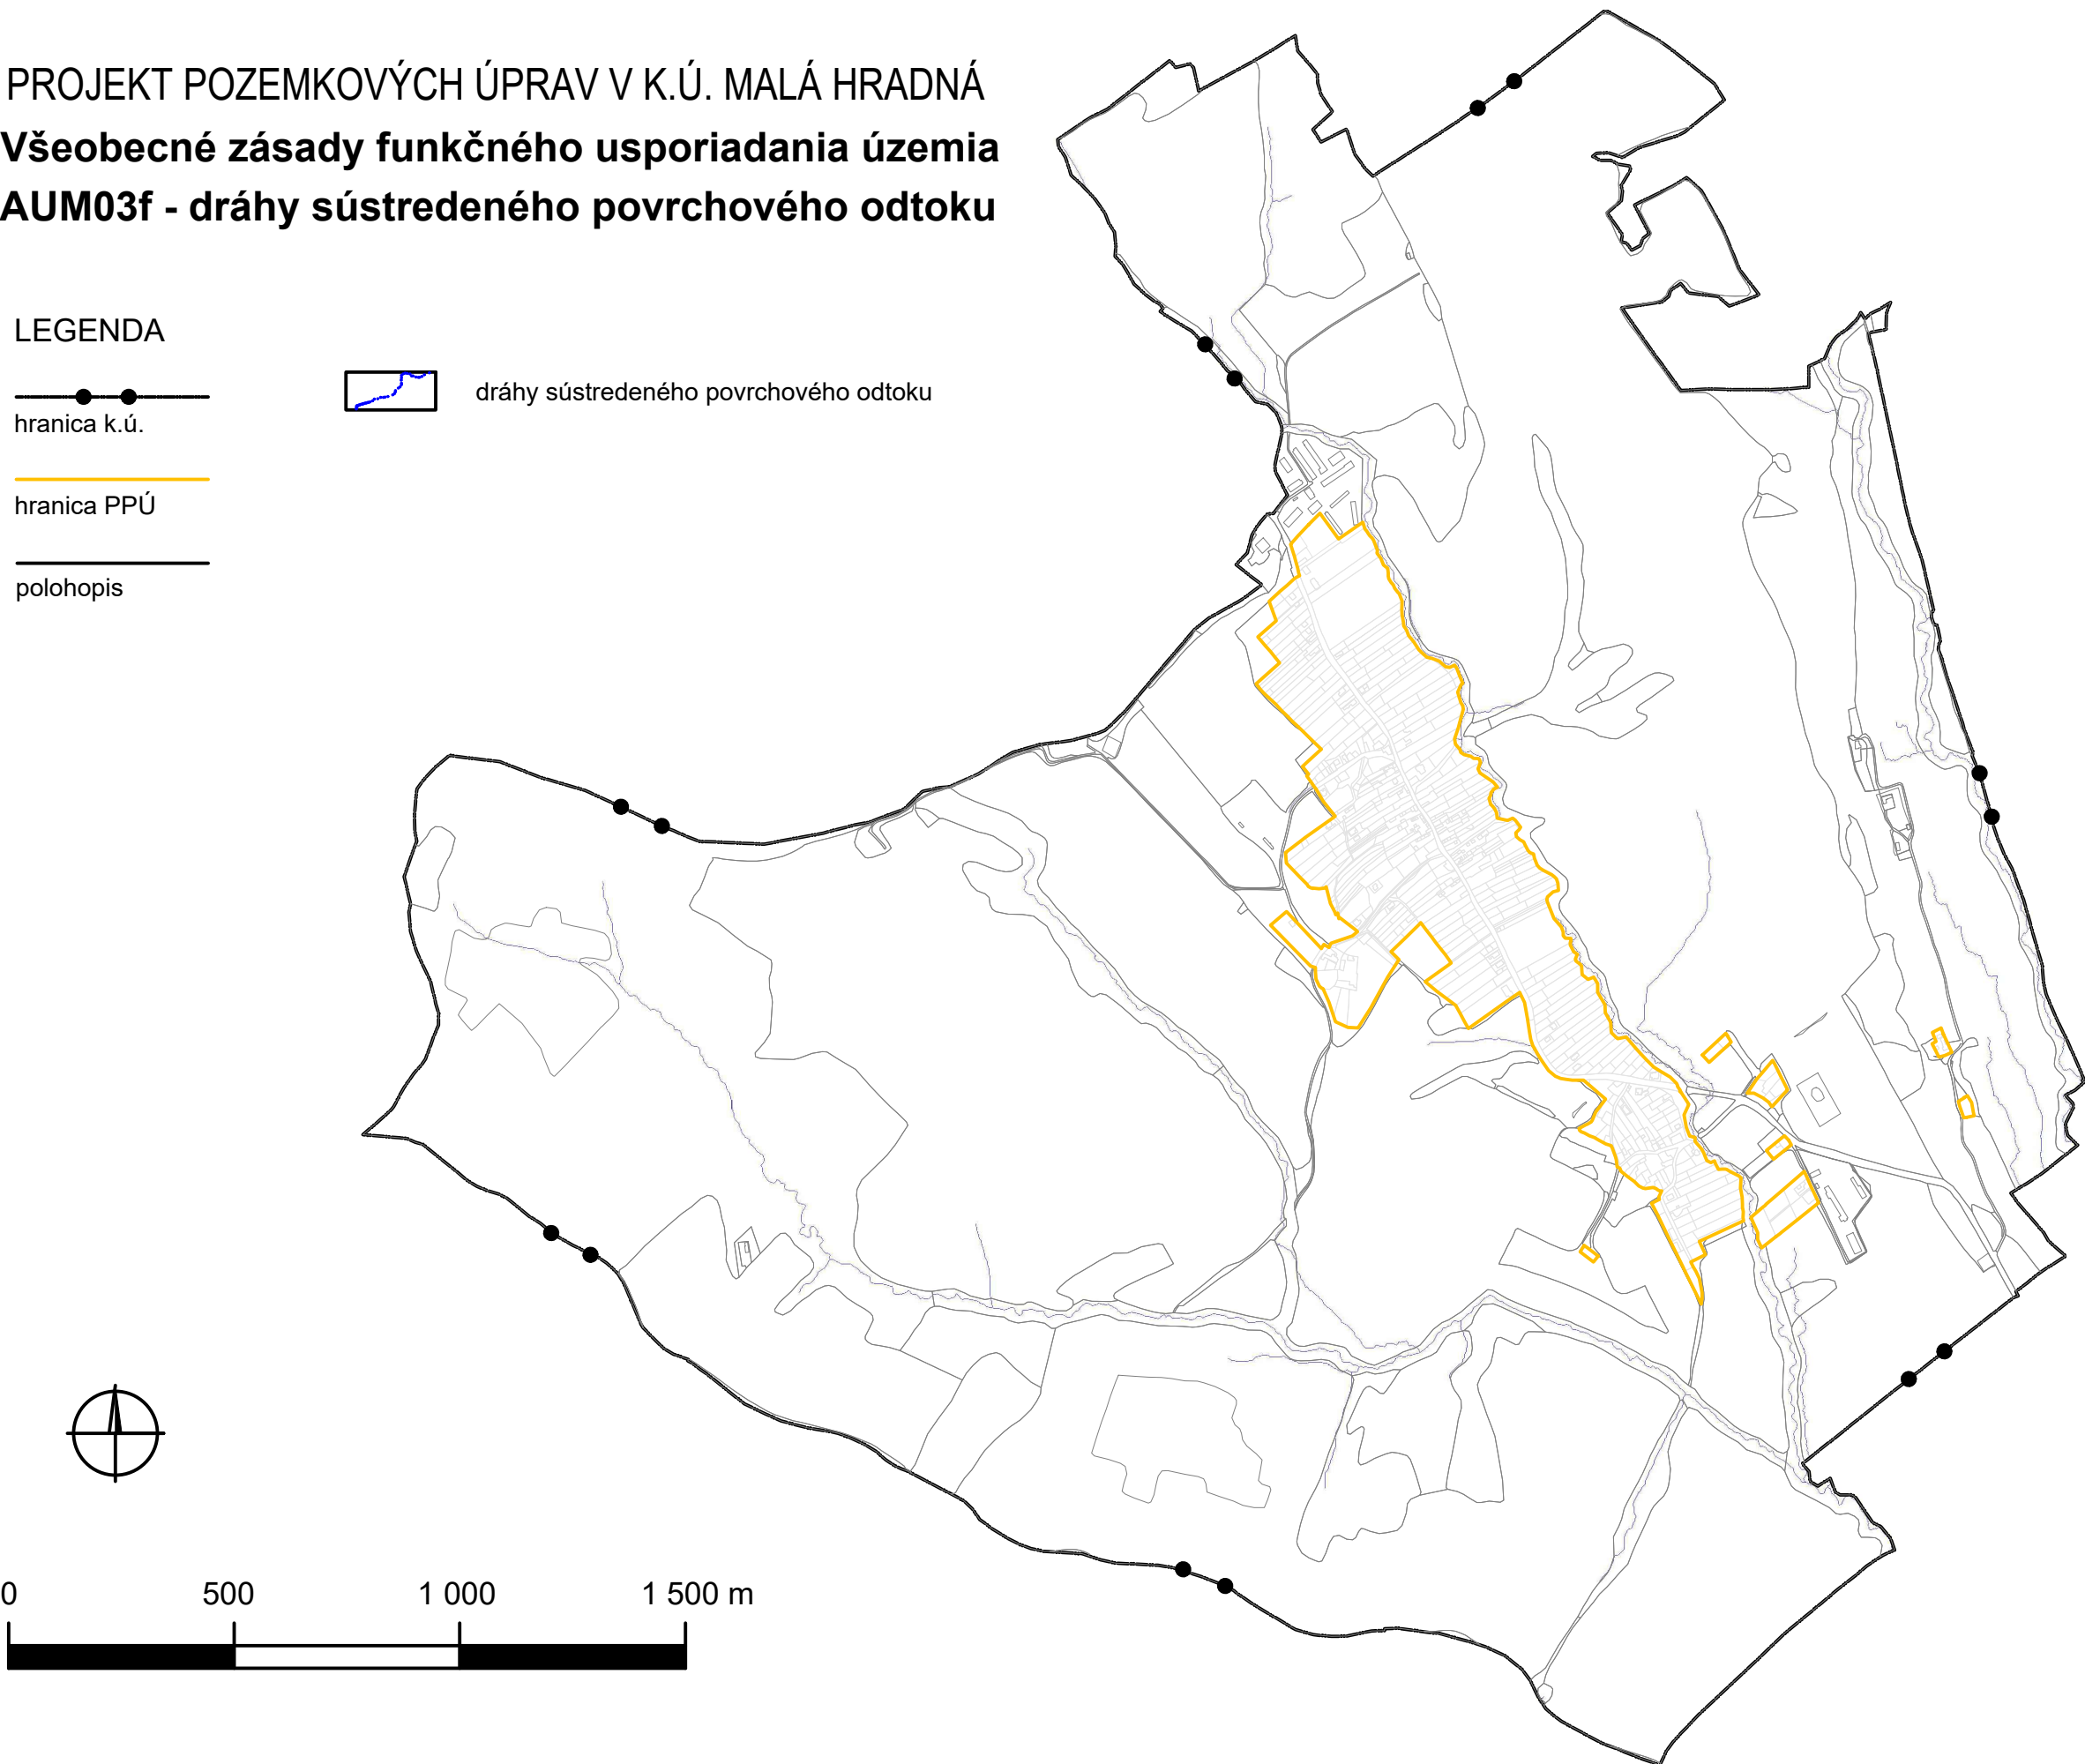 PROJEKT POZEMKOVÝCH ÚPRAV V K.Ú. MALÁ HRADNÁ
Všeobecné zásady funkčného usporiadania územia
AUM03f - dráhy sústredeného povrchového odtoku
LEGENDA
hranica k.ú.
dráhy sústredeného povrchového odtoku
hranica PPÚ
polohopis
0 500 1 000 1 500 m